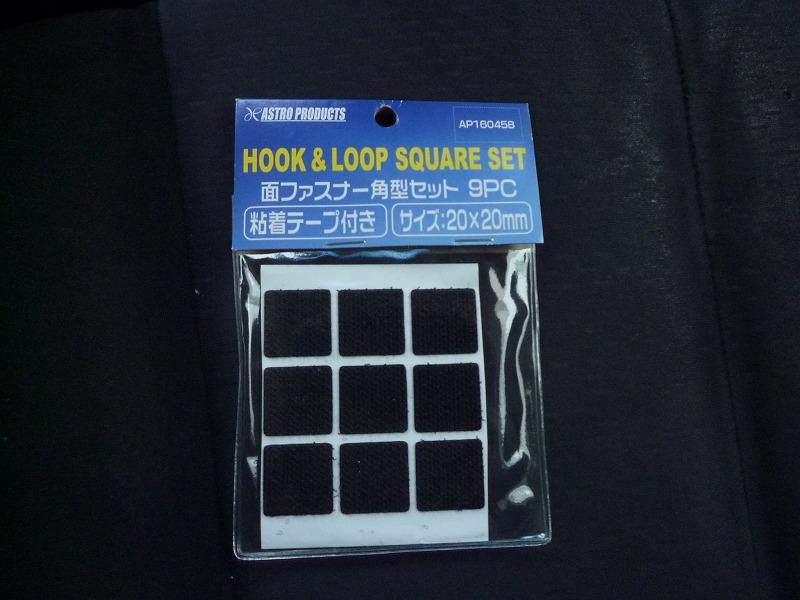 ASTRO PRODUCTS
AP160458
HOOK & LOOP SQUARE SET
面ファスナー角型セット 9PC
粘着テープ付き サイズ:20×20mm